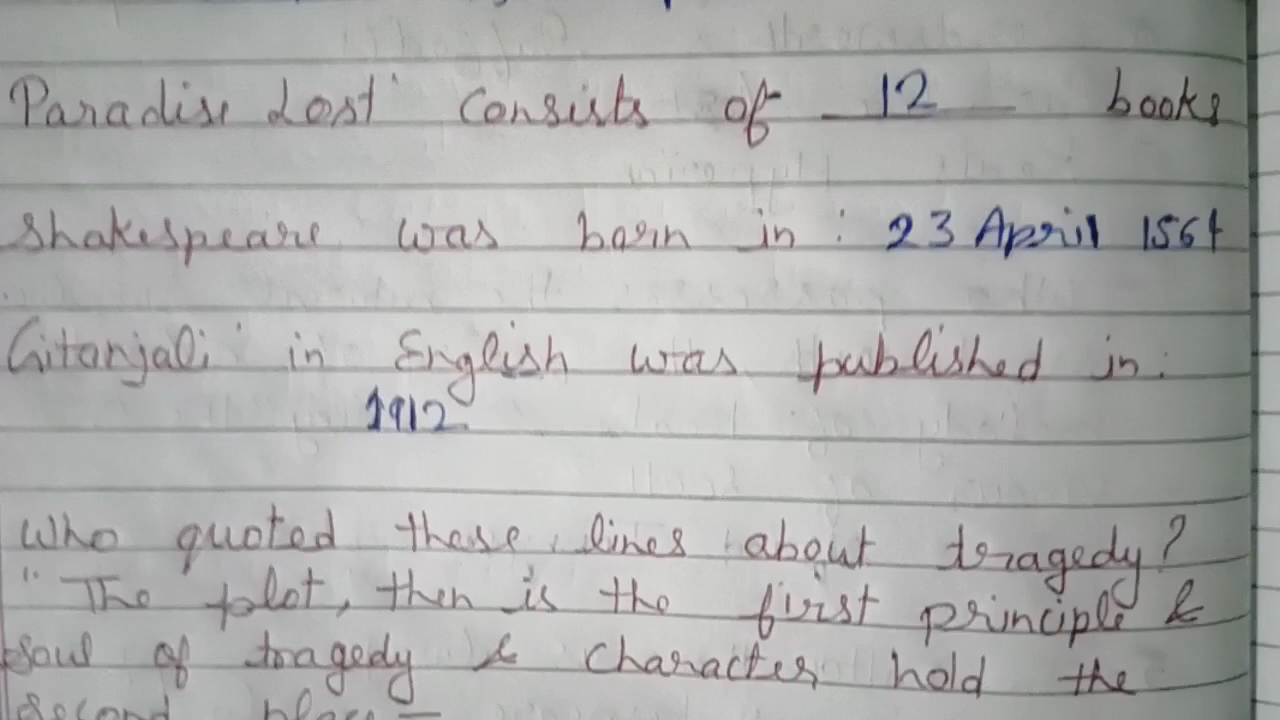 Paradise Lost' consists of 12 books
Shakespeare was born in : 23 April 1564
Gitanjali' in English was published in:
1912.
Who quoted these lines about tragedy?
"The plot, then is the first principle &
soul of tragedy & character hold the
second place –